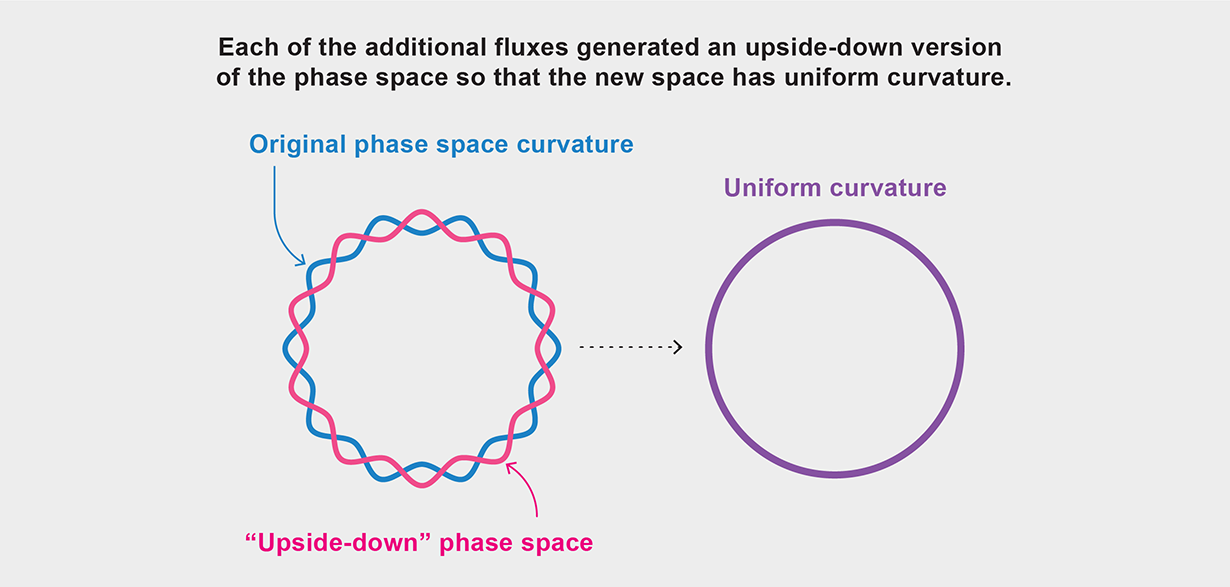 Each of the additional fluxes generated an upside-down version
of the phase space so that the new space has uniform curvature.
Original phase space curvature
Uniform curvature
“Upside-down” phase space